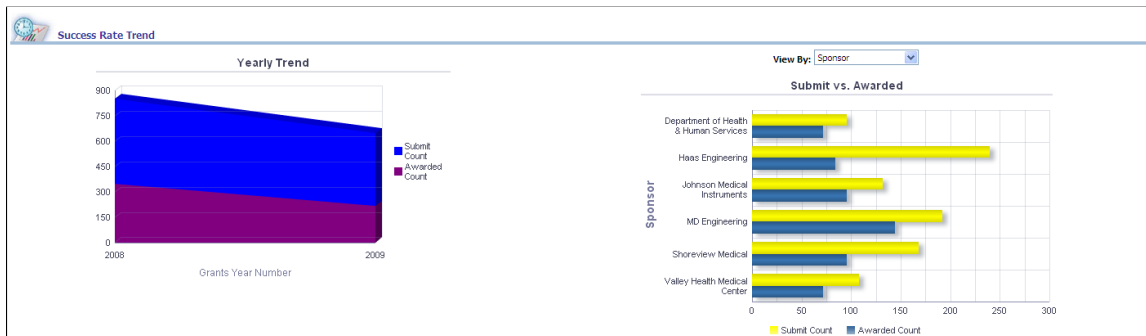 Success Rate Trend
Yearly Trend
900
750
600
450
300
150
0
2008
2009
Grants Year Number
Submit
Count
Awarded
Count
View By: Sponsor
Submit vs. Awarded
Sponsor
Department of Health
& Human Services
Haas Engineering
Johnson Medical
Instruments
MD Engineering
Shoreview Medical
Valley Health Medical
Center
0 50 100 150 200 250 300
Submit Count Awarded Count